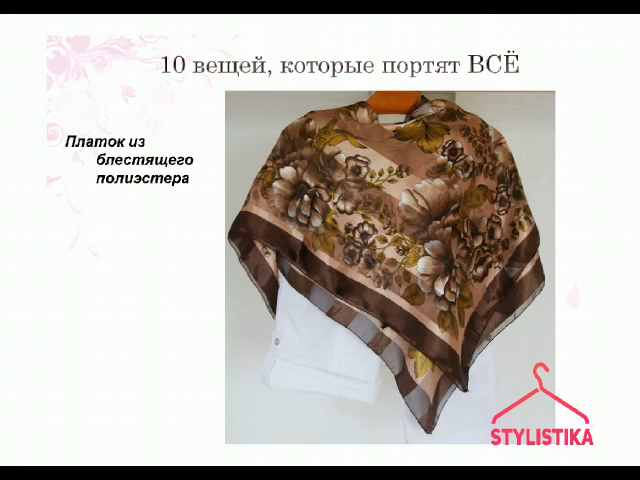 10 вещей, которые портят ВСЁ
Платок из
блестящего
полиэстера
STYLISTIKA